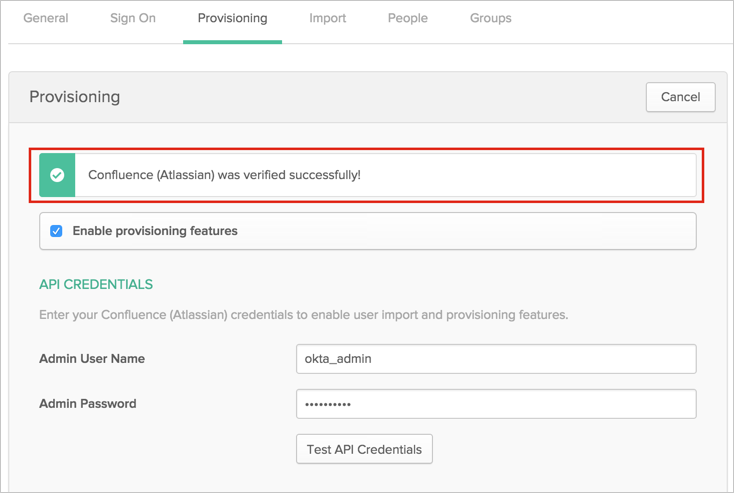 General Sign On Provisioning Import People Groups
Provisioning Cancel
Confluence (Atlassian) was verified successfully!
Enable provisioning features
API CREDENTIALS
Enter your Confluence (Atlassian) credentials to enable user import and provisioning features.
Admin User Name okta_admin
Admin Password ••••••••••
Test API Credentials